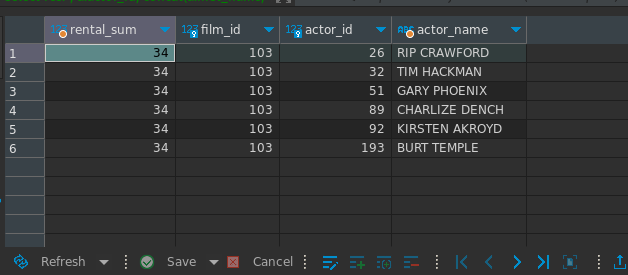 rental_sum film_id actor_id actor_name
1 34 103 26 RIP CRAWFORD
2 34 103 32 TIM HACKMAN
3 34 103 51 GARY PHOENIX
4 34 103 89 CHARLIZE DENCH
5 34 103 92 KIRSTEN AKROYD
6 34 103 193 BURT TEMPLE
Refresh Save Cancel